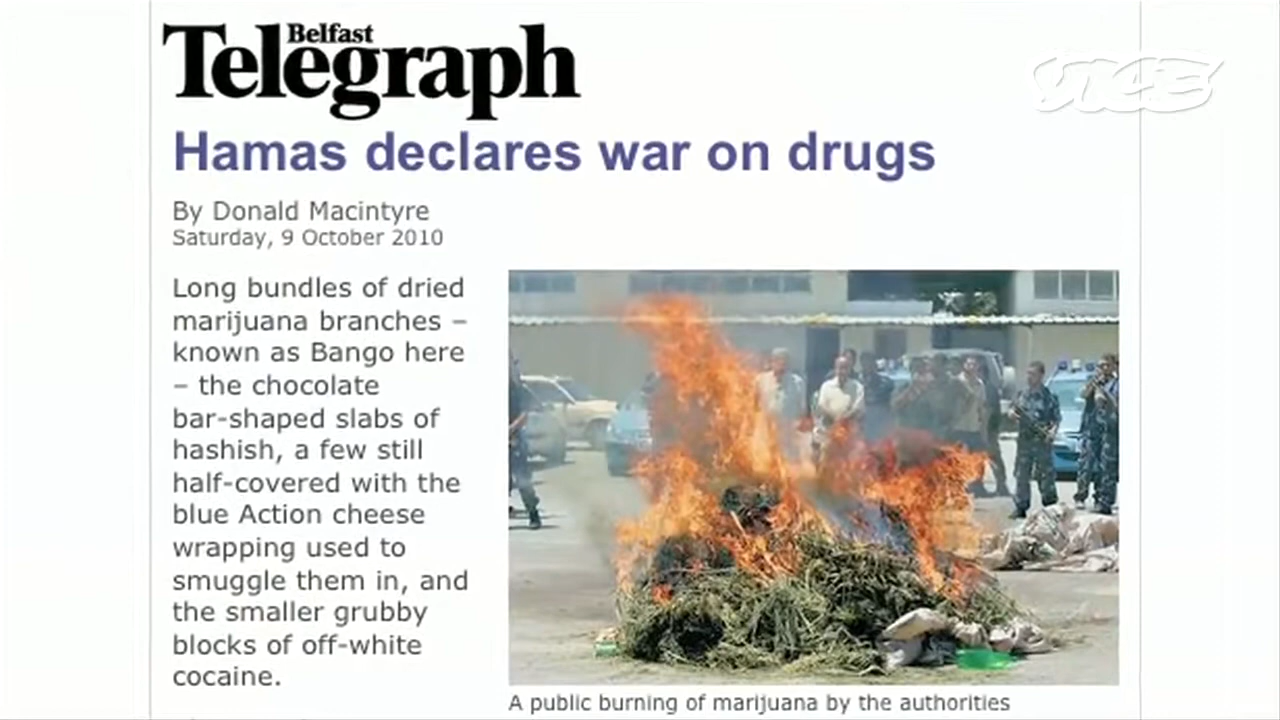 Belfast
Telegraph
VICE
Hamas declares war on drugs
By Donald Macintyre
Saturday, 9 October 2010
Long bundles of dried
marijuana branches –
known as Bango here
– the chocolate
bar-shaped slabs of
hashish, a few still
half-covered with the
blue Action cheese
wrapping used to
smuggle them in, and
the smaller grubby
blocks of off-white
cocaine.
A public burning of marijuana by the authorities